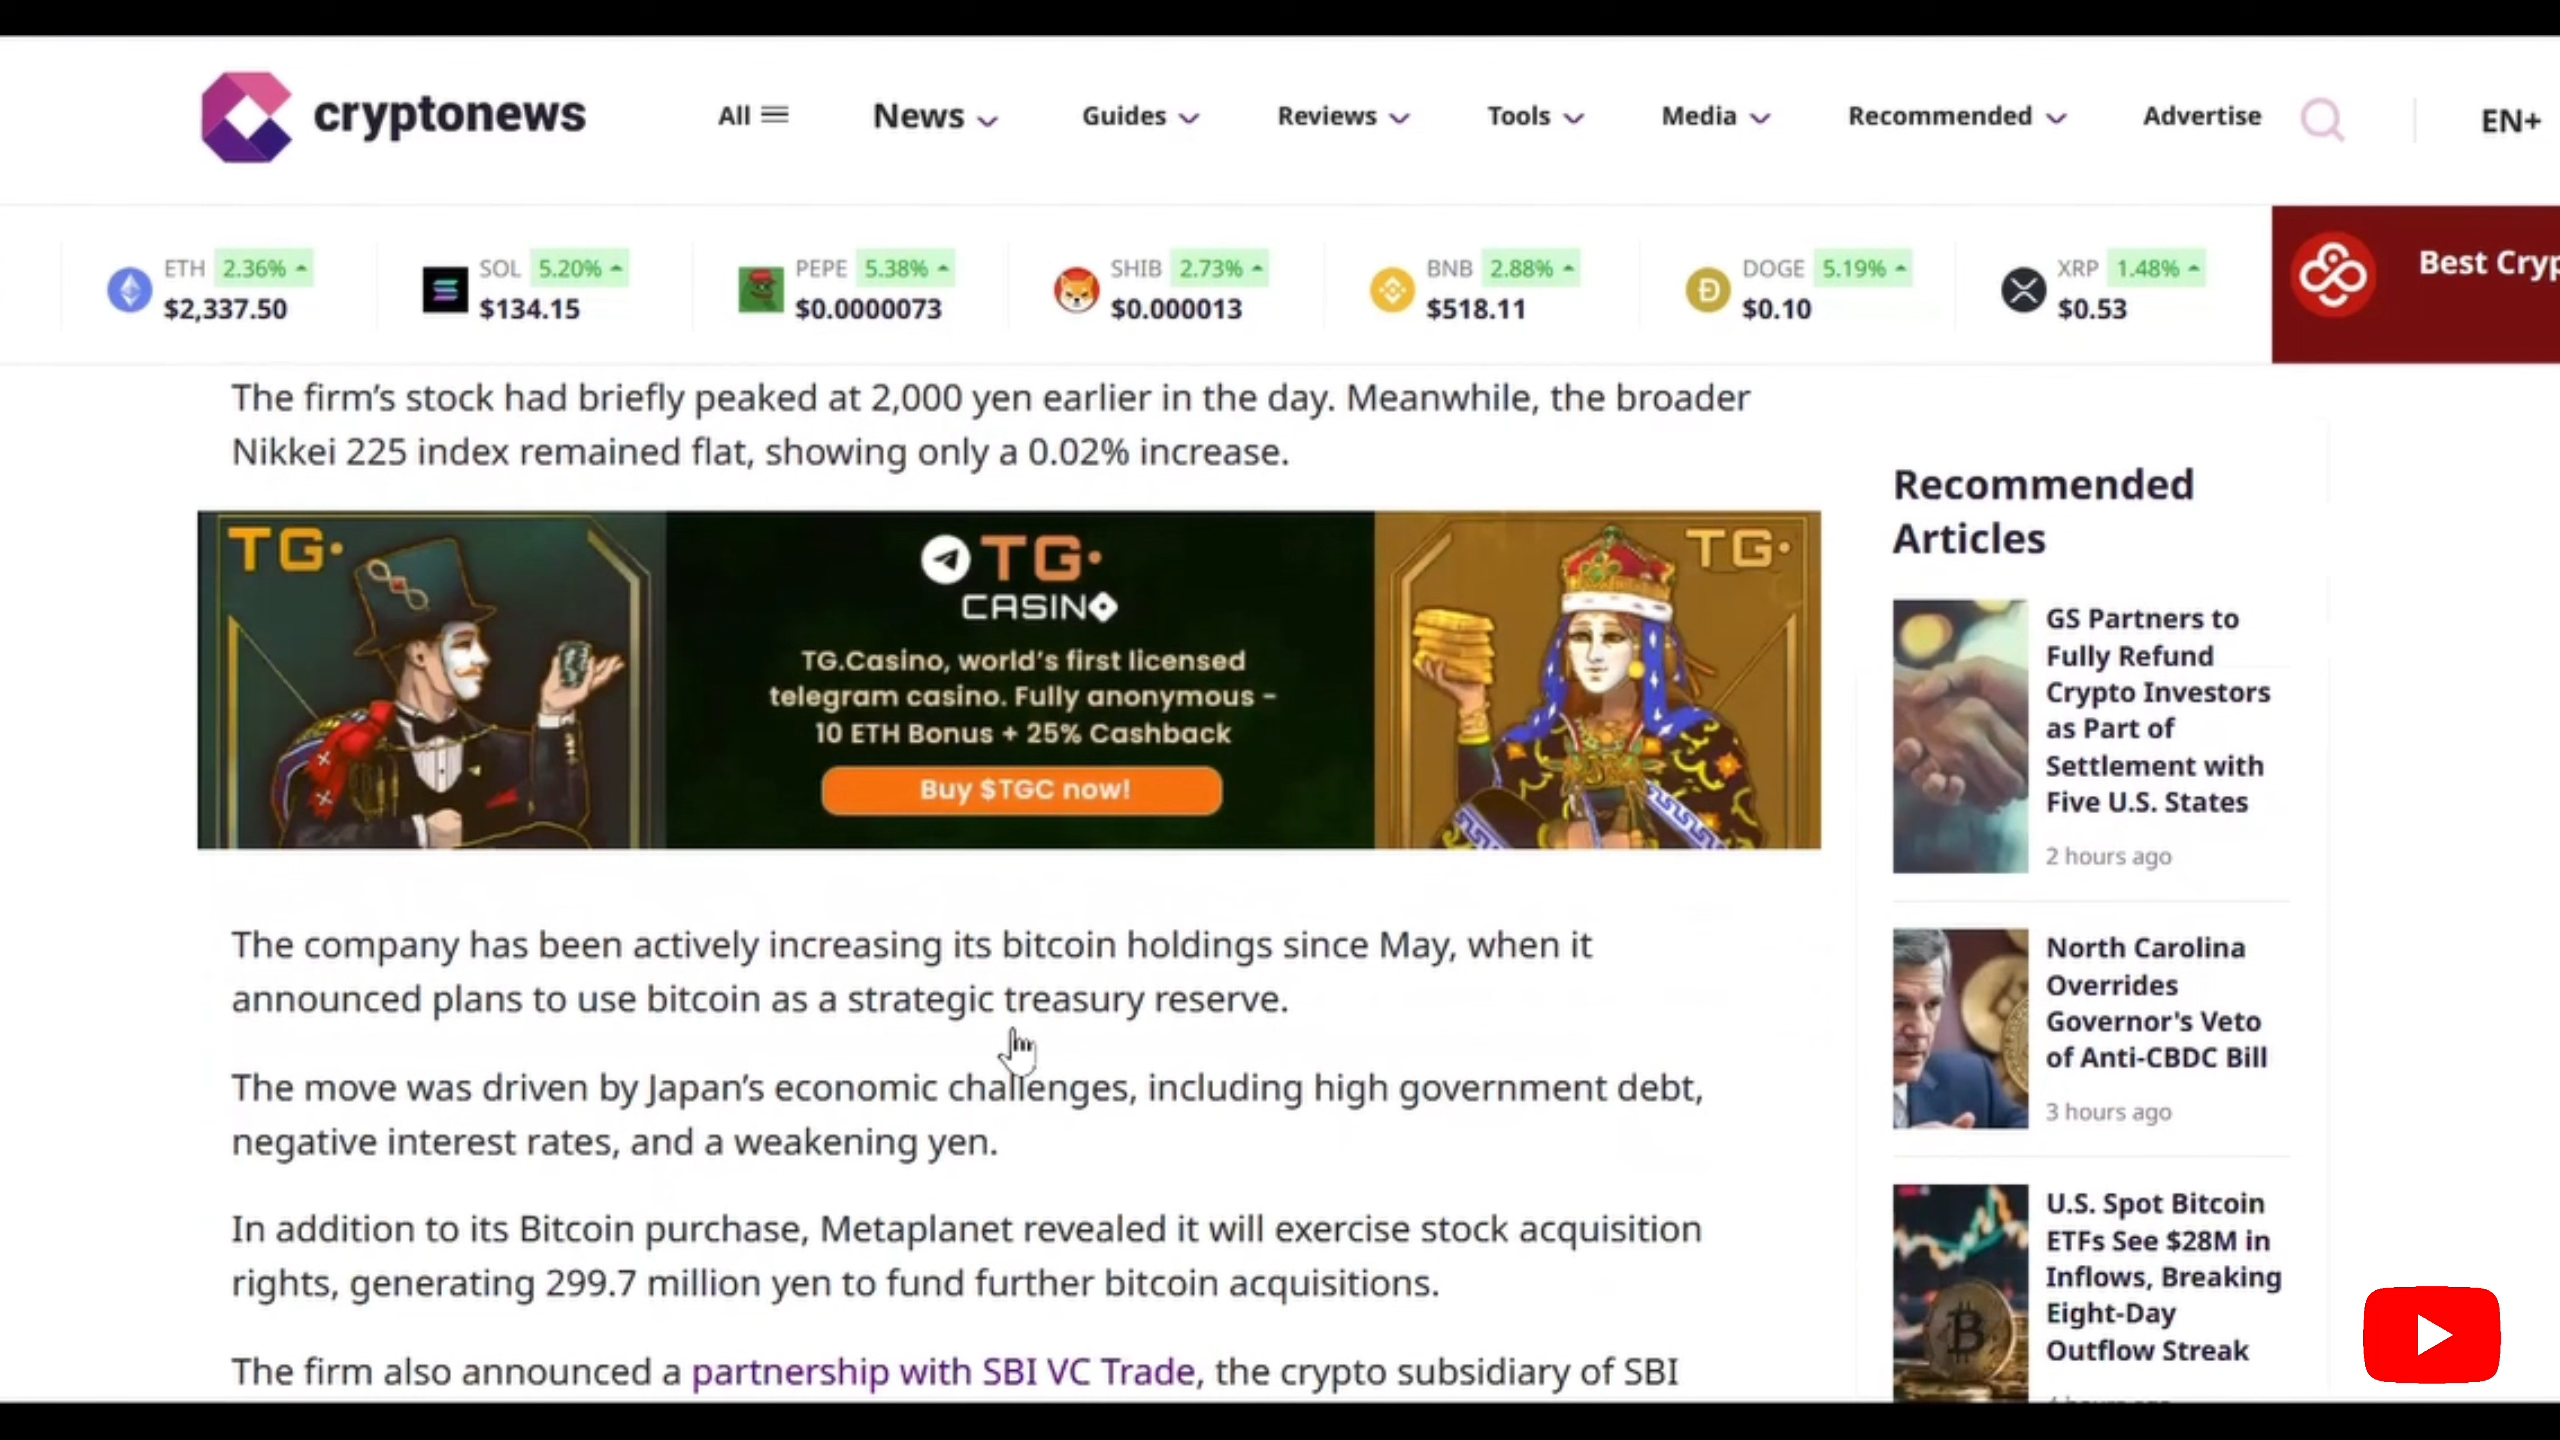 cryptonews
All
News
Guides
Reviews
Tools
Media
Recommended
Advertise
EN+
ETH 2.36%
$2,337.50
SOL 5.20%
$134.15
PEPE 5.38%
$0.0000073
SHIB 2.73%
$0.000013
BNB 2.88%
$518.11
DOGE 5.19%
$0.10
XRP 1.48%
$0.53
Best Cryp
The firm’s stock had briefly peaked at 2,000 yen earlier in the day. Meanwhile, the broader
Nikkei 225 index remained flat, showing only a 0.02% increase.
TG.
TG.
CASINO
TG.Casino, world's first licensed
telegram casino. Fully anonymous –
10 ETH Bonus + 25% Cashback
Buy $TGC now!
TG.
The company has been actively increasing its bitcoin holdings since May, when it
announced plans to use bitcoin as a strategic treasury reserve.
The move was driven by Japan’s economic challenges, including high government debt,
negative interest rates, and a weakening yen.
In addition to its Bitcoin purchase, Metaplanet revealed it will exercise stock acquisition
rights, generating 299.7 million yen to fund further bitcoin acquisitions.
The firm also announced a partnership with SBI VC Trade, the crypto subsidiary of SBI
Recommended
Articles
GS Partners to
Fully Refund
Crypto Investors
as Part of
Settlement with
Five U.S. States
2 hours ago
North Carolina
Overrides
Governor's Veto
of Anti-CBDC Bill
3 hours ago
U.S. Spot Bitcoin
ETFs See $28M in
Inflows, Breaking
Eight-Day
Outflow Streak